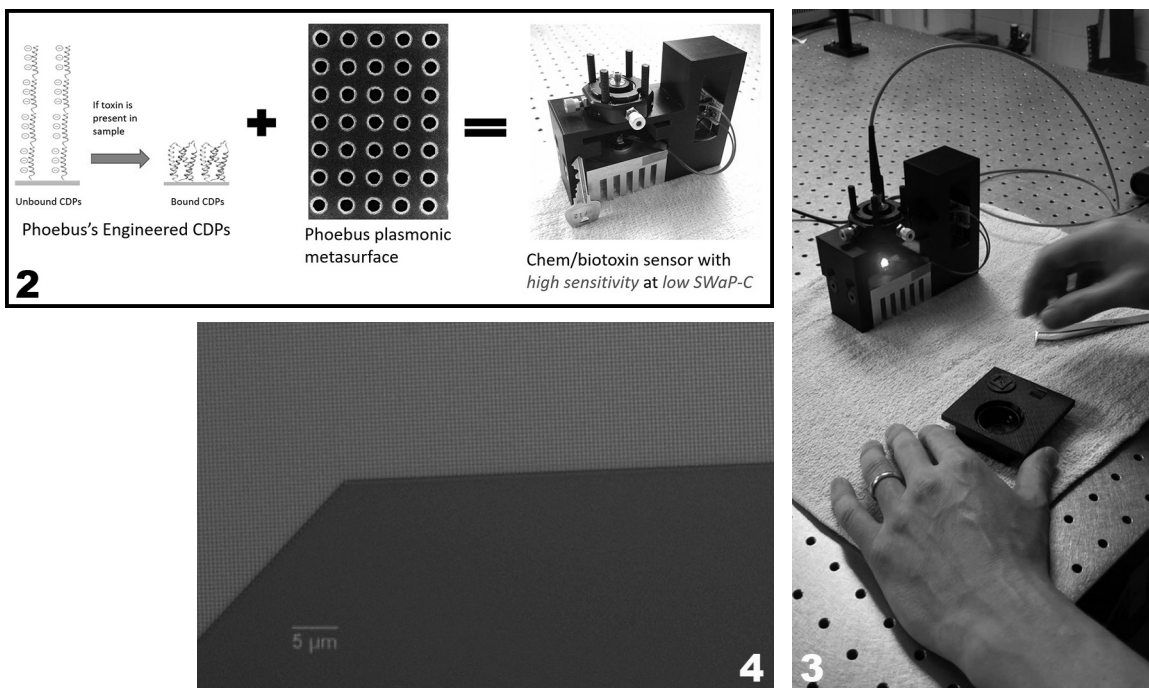 If toxin is
present in
sample
Unbound CDPs
Bound CDPs
Phoebus's Engineered CDPs
Phoebus plasmonic
metasurface
Chem/biotoxin sensor with
high sensitivity at low SWaP-C
2
5 µm
4
3